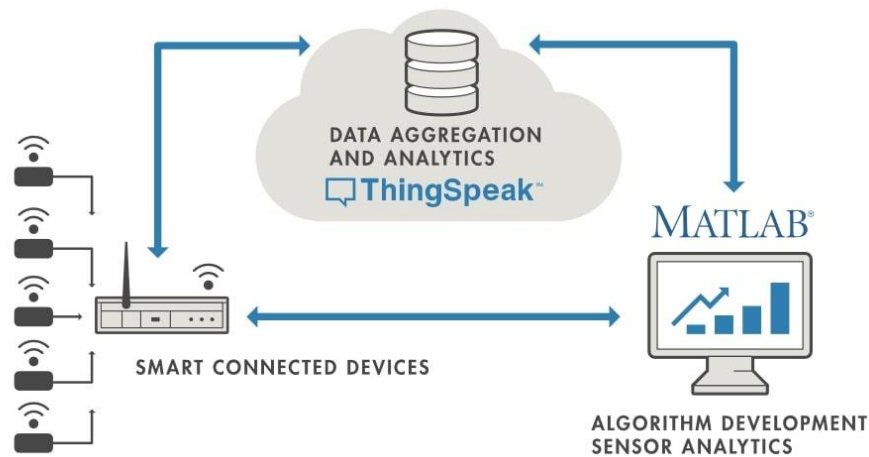 DATA AGGREGATION
AND ANALYTICS
ThingSpeak™
MATLAB®
SMART CONNECTED DEVICES
ALGORITHM DEVELOPMENT
SENSOR ANALYTICS